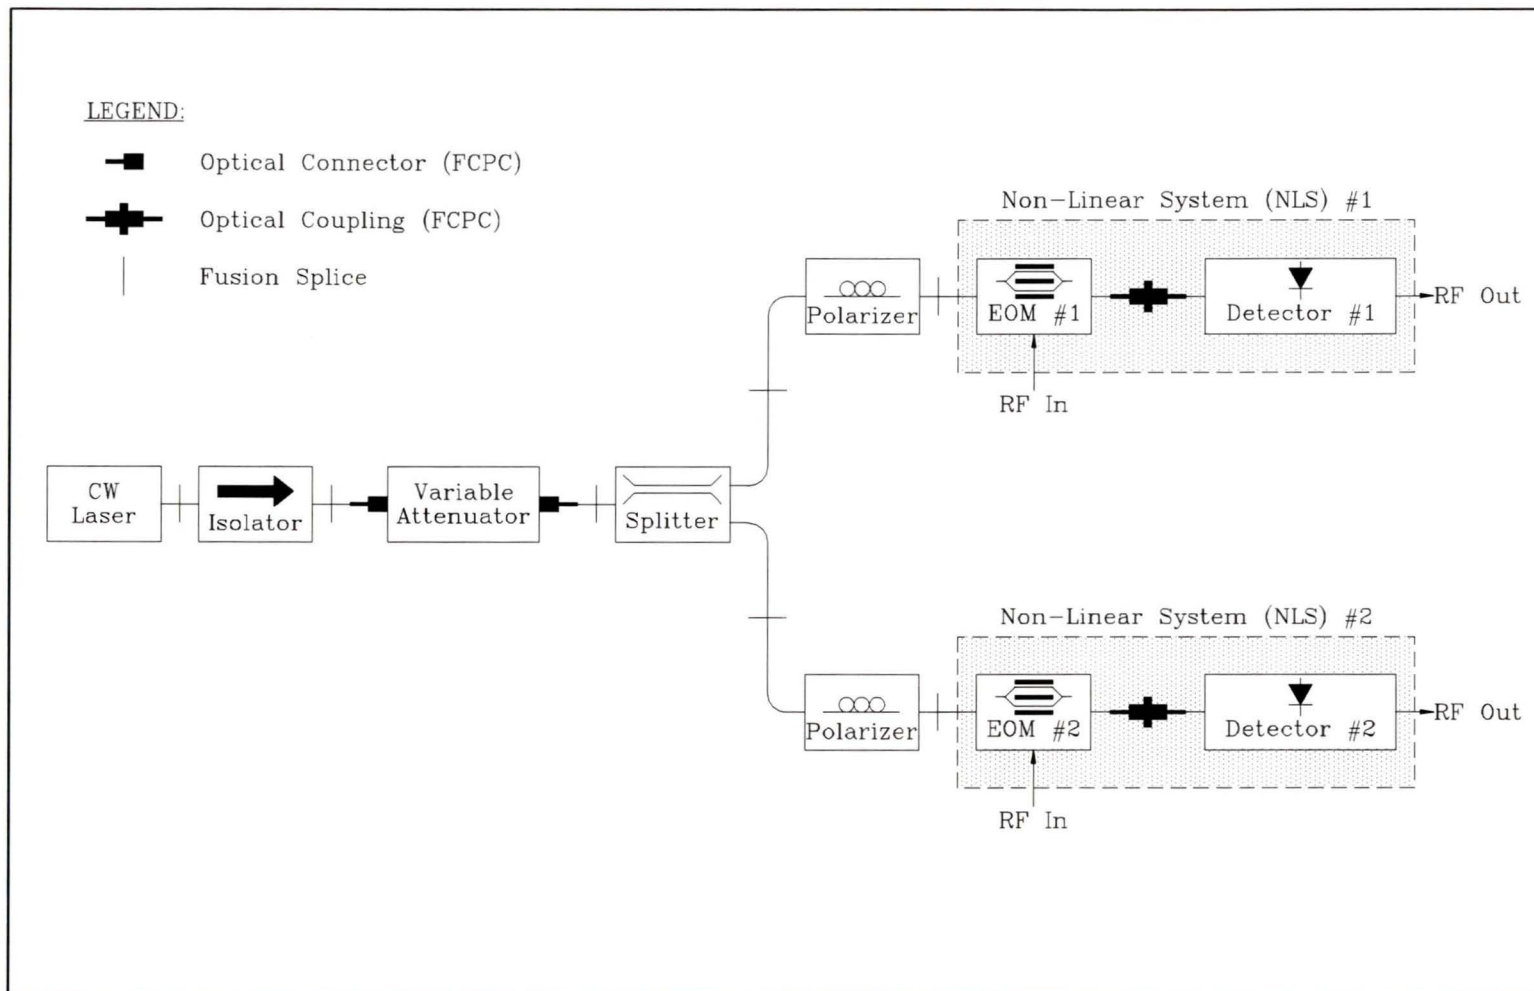 LEGEND:
Optical Connector (FCPC)
Optical Coupling (FCPC)
Fusion Splice
Non-Linear System (NLS) #1
Polarizer
EOM #1
Detector #1
RF Out
RF In
CW
Laser
Isolator
Variable
Attenuator
Splitter
Non-Linear System (NLS) #2
Polarizer
EOM #2
Detector #2
RF Out
RF In